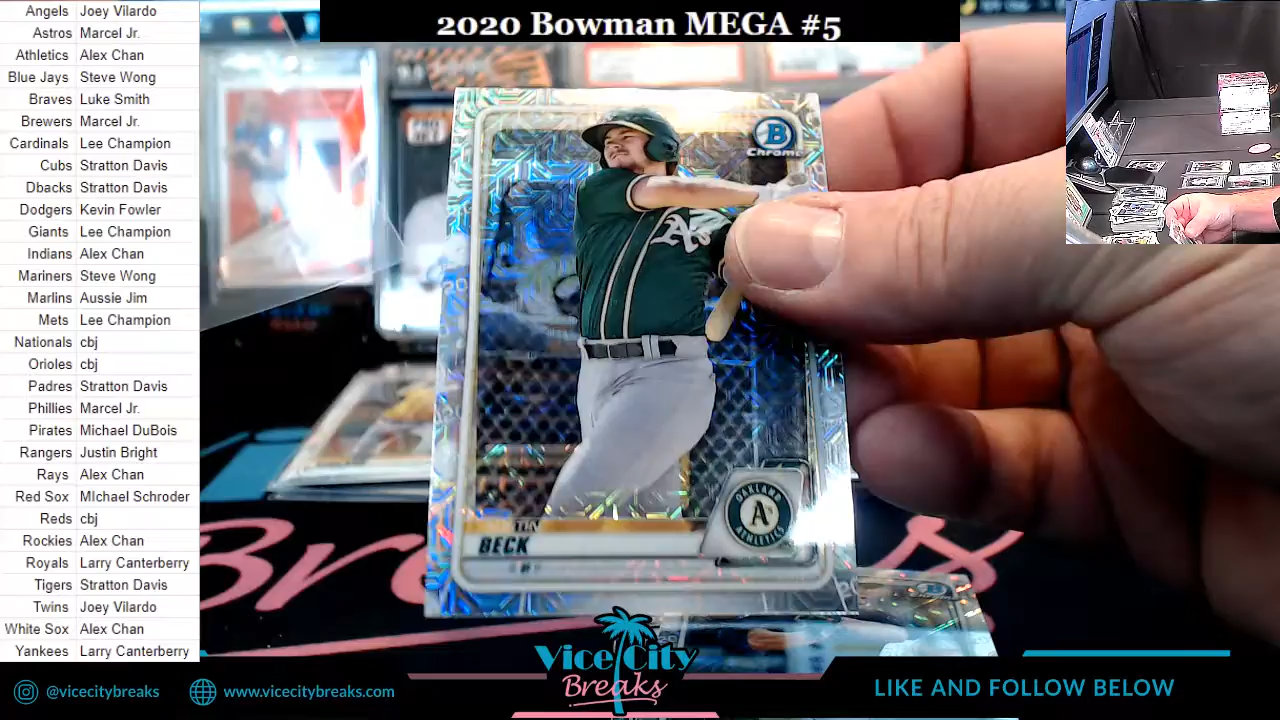 2020 Bowman MEGA #5
Angels Joey Vilardo
Astros Marcel Jr.
Athletics Alex Chan
Blue Jays Steve Wong
Braves Luke Smith
Brewers Marcel Jr.
Cardinals Lee Champion
Cubs Stratton Davis
Dbacks Stratton Davis
Dodgers Kevin Fowler
Giants Lee Champion
Indians Alex Chan
Mariners Steve Wong
Marlins Aussie Jim
Mets Lee Champion
Nationals cbj
Orioles cbj
Padres Stratton Davis
Phillies Marcel Jr.
Pirates Michael DuBois
Rangers Justin Bright
Rays Alex Chan
Red Sox MIchael Schroder
Reds cbj
Rockies Alex Chan
Royals Larry Canterberry
Tigers Stratton Davis
Twins Joey Vilardo
White Sox Alex Chan
Yankees Larry Canterberry
B
Chrome
A's
OAKLAND
A's
ATHLETICS
BECK
Vice City
Breaks
@vicecitybreaks
www.vicecitybreaks.com
LIKE AND FOLLOW BELOW